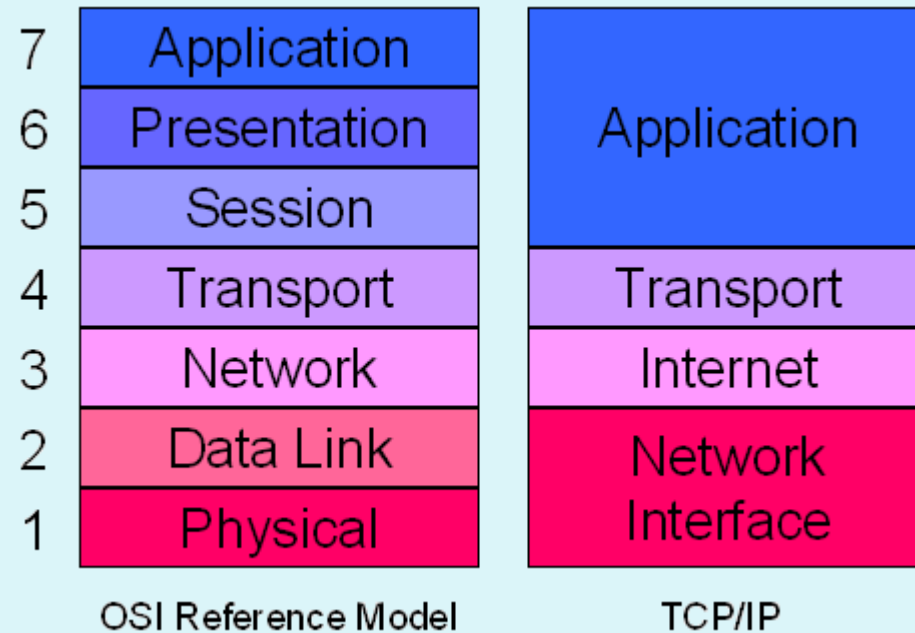 7 Application
6 Presentation
5 Session
4 Transport
3 Network
2 Data Link
1 Physical
OSI Reference Model
Application
Transport
Internet
Network
Interface
TCP/IP